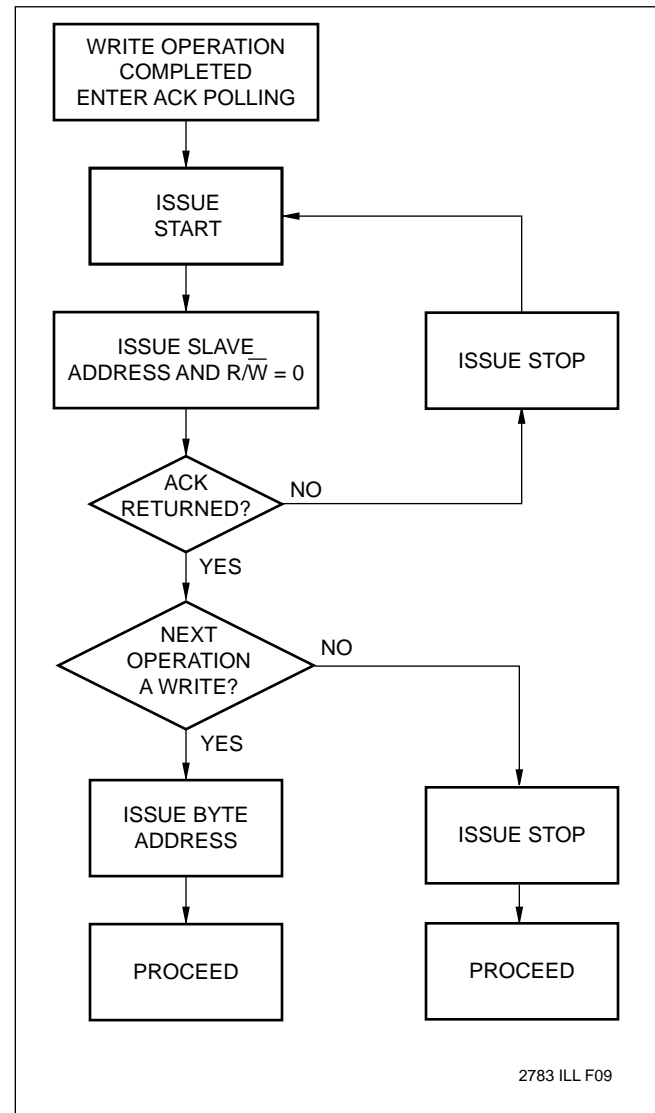 WRITE OPERATION
COMPLETED
ENTER ACK POLLING
ISSUE
START
ISSUE SLAVE
ADDRESS AND R/W̅ = 0
ISSUE STOP
ACK
RETURNED?
NO
YES
NEXT
OPERATION
A WRITE?
NO
YES
ISSUE BYTE
ADDRESS
ISSUE STOP
PROCEED
PROCEED
2783 ILL F09